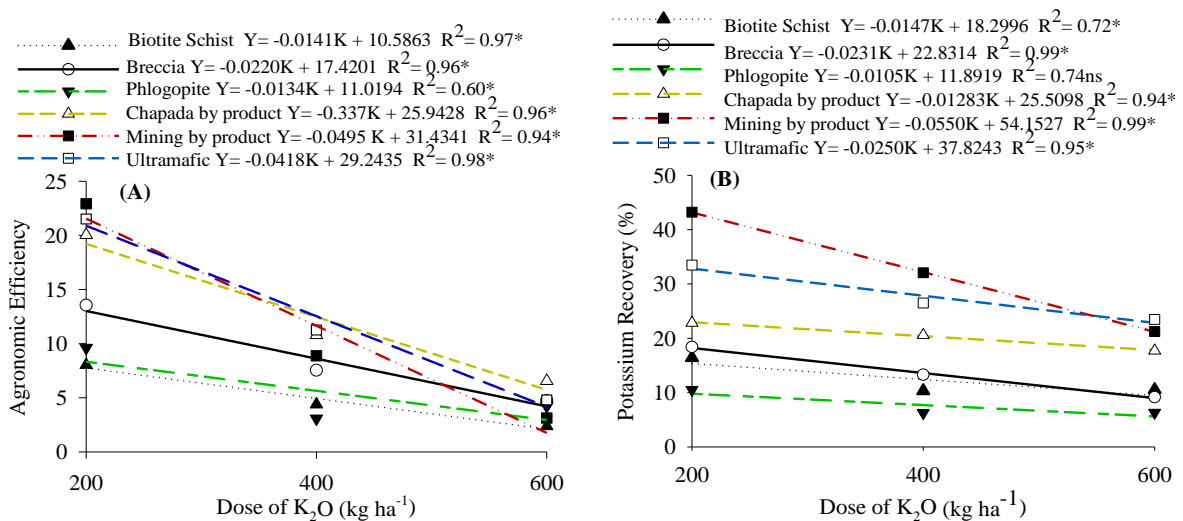 Biotite Schist Y= -0.0141K + 10.5863 R²= 0.97*
Breccia Y= -0.0220K + 17.4201 R²= 0.96*
Phlogopite Y= -0.0134K + 11.0194 R²= 0.60*
Chapada by product Y= -0.337K + 25.9428 R²= 0.96*
Mining by product Y= -0.0495K + 31.4341 R²= 0.94*
Ultramafic Y= -0.0418K + 29.2435 R²= 0.98*
(A)
25
20
15
10
5
0
Agronomic Efficiency
200 400 600
Dose of K₂O (kg ha⁻¹)
Biotite Schist Y= -0.0147K + 18.2996 R²= 0.72*
Breccia Y= -0.0231K + 22.8314 R²= 0.99*
Phlogopite Y= -0.0105K + 11.8919 R²= 0.74ns
Chapada by product Y= -0.01283K + 25.5098 R²= 0.94*
Mining by product Y= -0.0550K + 54.1527 R²= 0.99*
Ultramafic Y= -0.0250K + 37.8243 R²= 0.95*
(B)
50
40
30
20
10
0
Potassium Recovery (%)
200 400 600
Dose of K₂O (kg ha⁻¹)